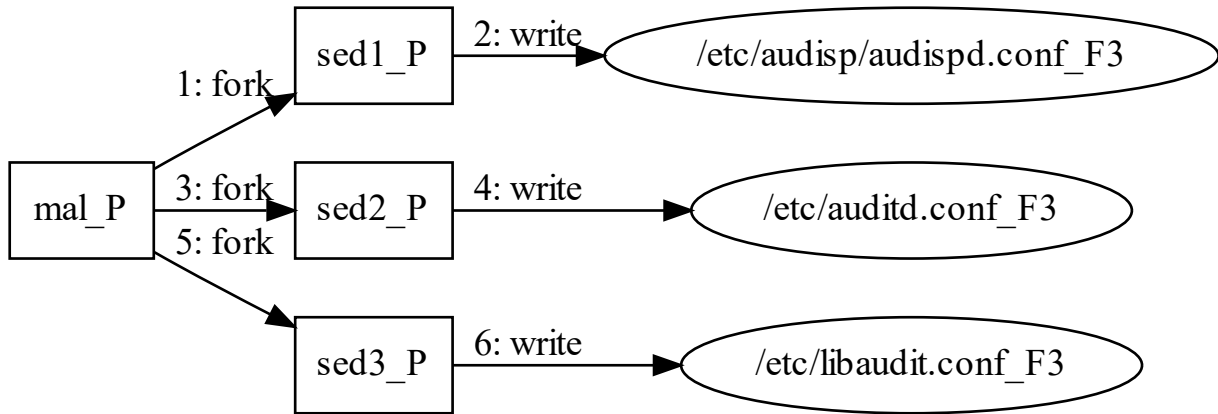 sed1_P
2: write
/etc/audisp/audispd.conf_F3
1: fork
mal_P
3: fork
sed2_P
4: write
/etc/auditd.conf_F3
5: fork
sed3_P
6: write
/etc/libaudit.conf_F3